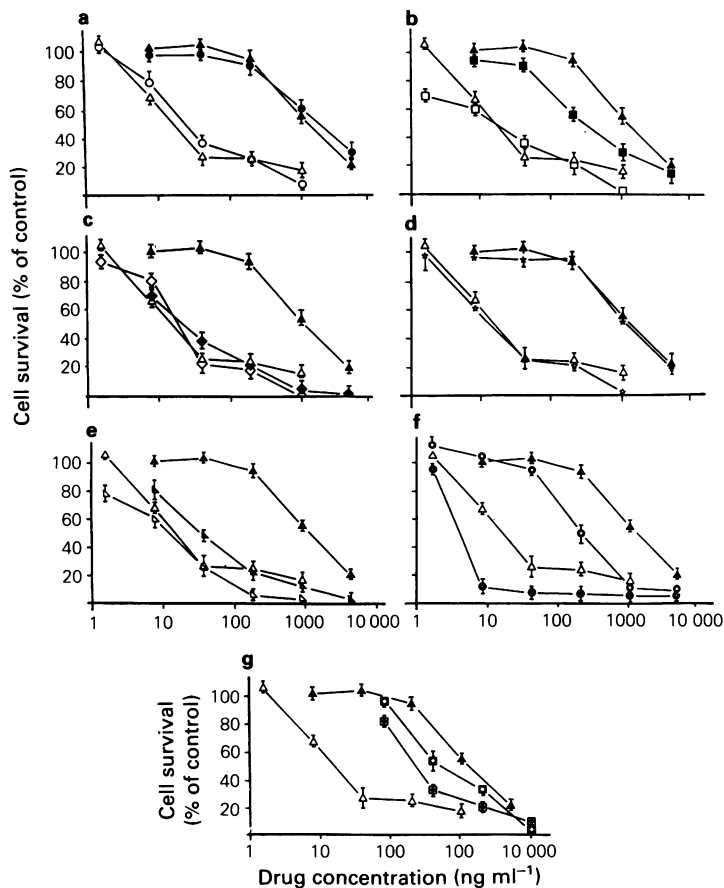 a
b
100
80
60
40
20
c
d
100
80
60
40
20
Cell survival (% of control)
e
f
100
80
60
40
20
1 10 100 1000 10 000
1 10 100 1000 10 000
g
100
80
60
40
20
Cell survival
(% of control)
1 10 100 1000 10 000
Drug concentration (ng ml⁻¹)